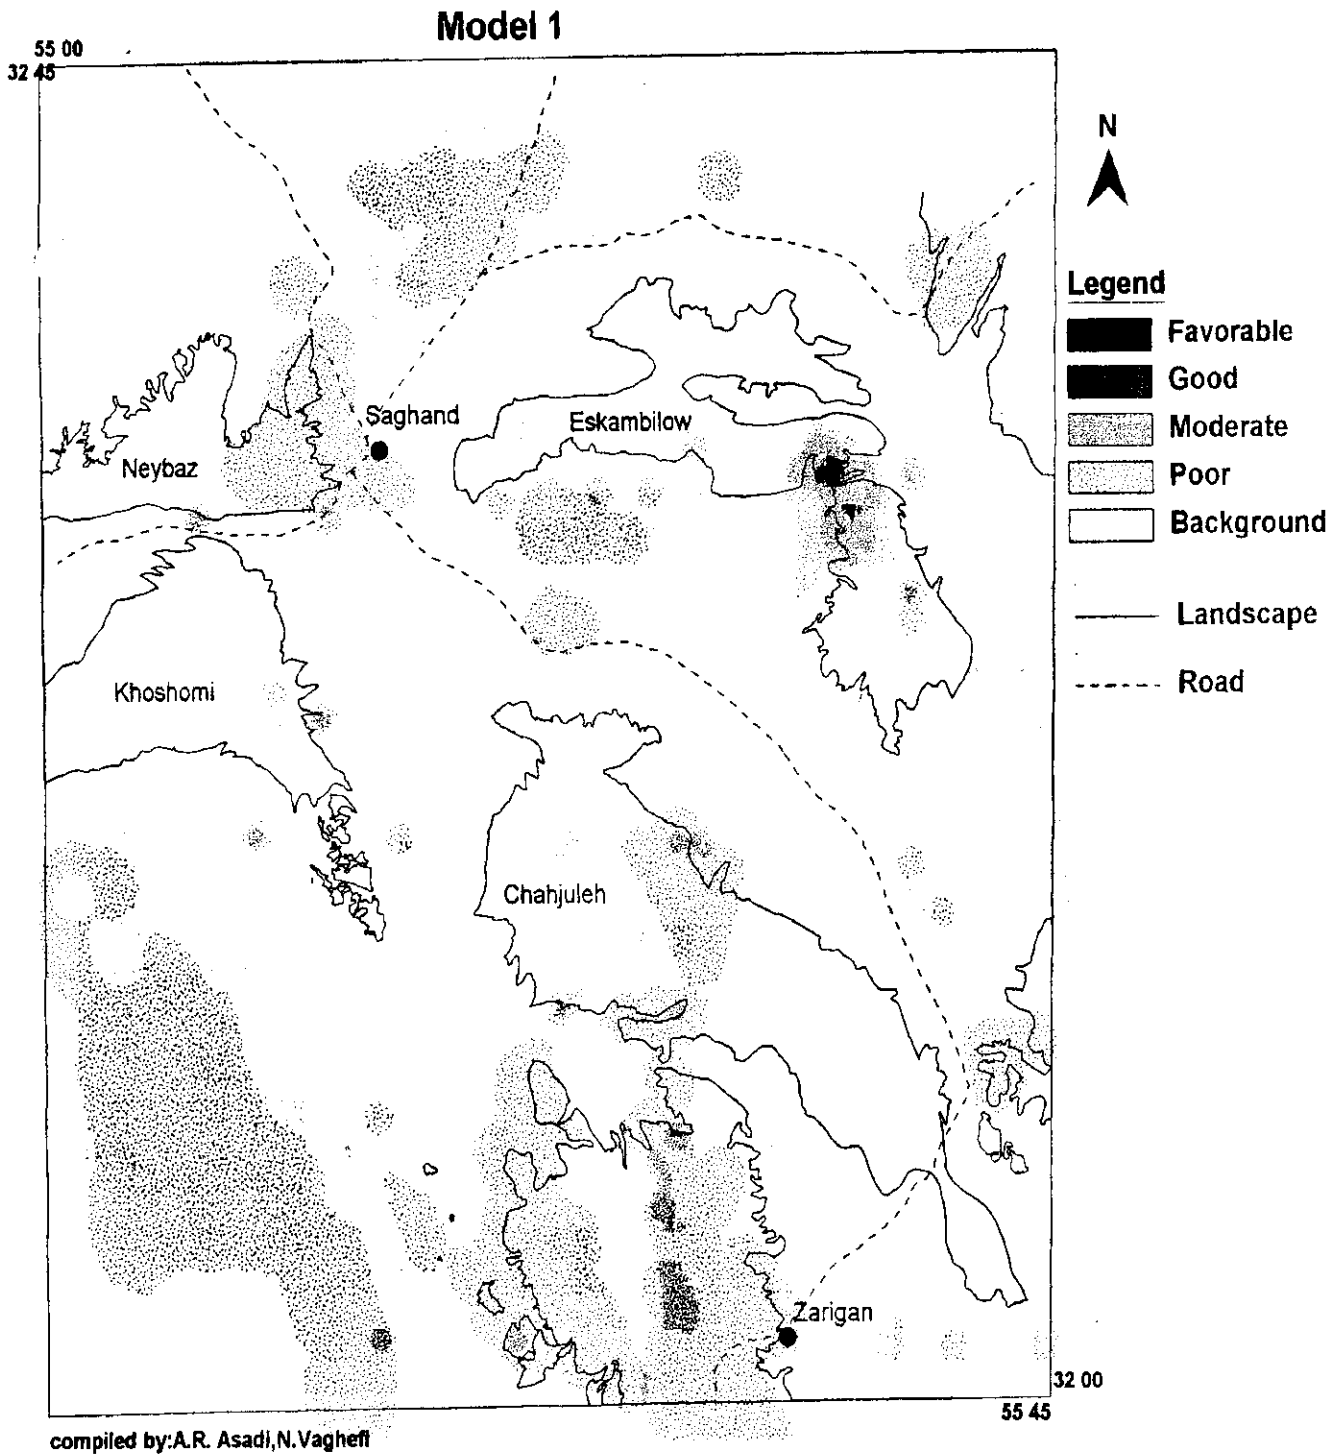 Model 1
55 00
32 45
N
Legend
Favorable
Good
Moderate
Poor
Background
Landscape
Road
Saghand
Eskambilow
Neybaz
Khoshomi
Chahjuleh
Zarigan
32 00
55 45
compiled by:A.R. Asadi,N.Vaghefi